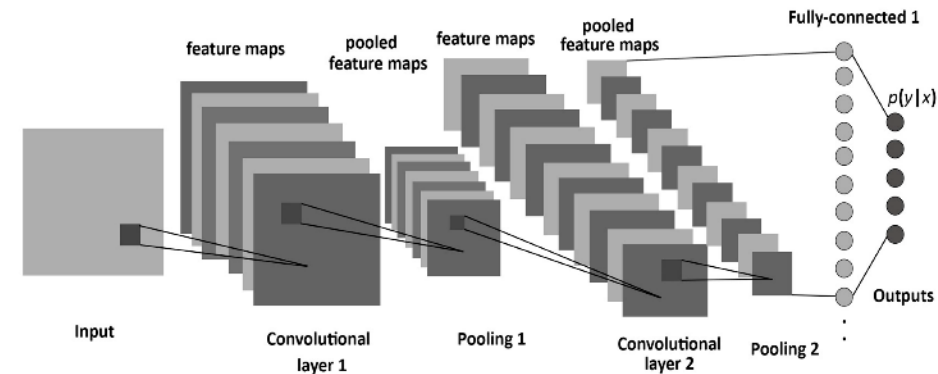 Fully-connected 1
feature maps
pooled
feature maps
feature maps
pooled
feature maps
p(y|x)
Input
Convolutional
layer 1
Pooling 1
Convolutional
layer 2
Pooling 2
Outputs